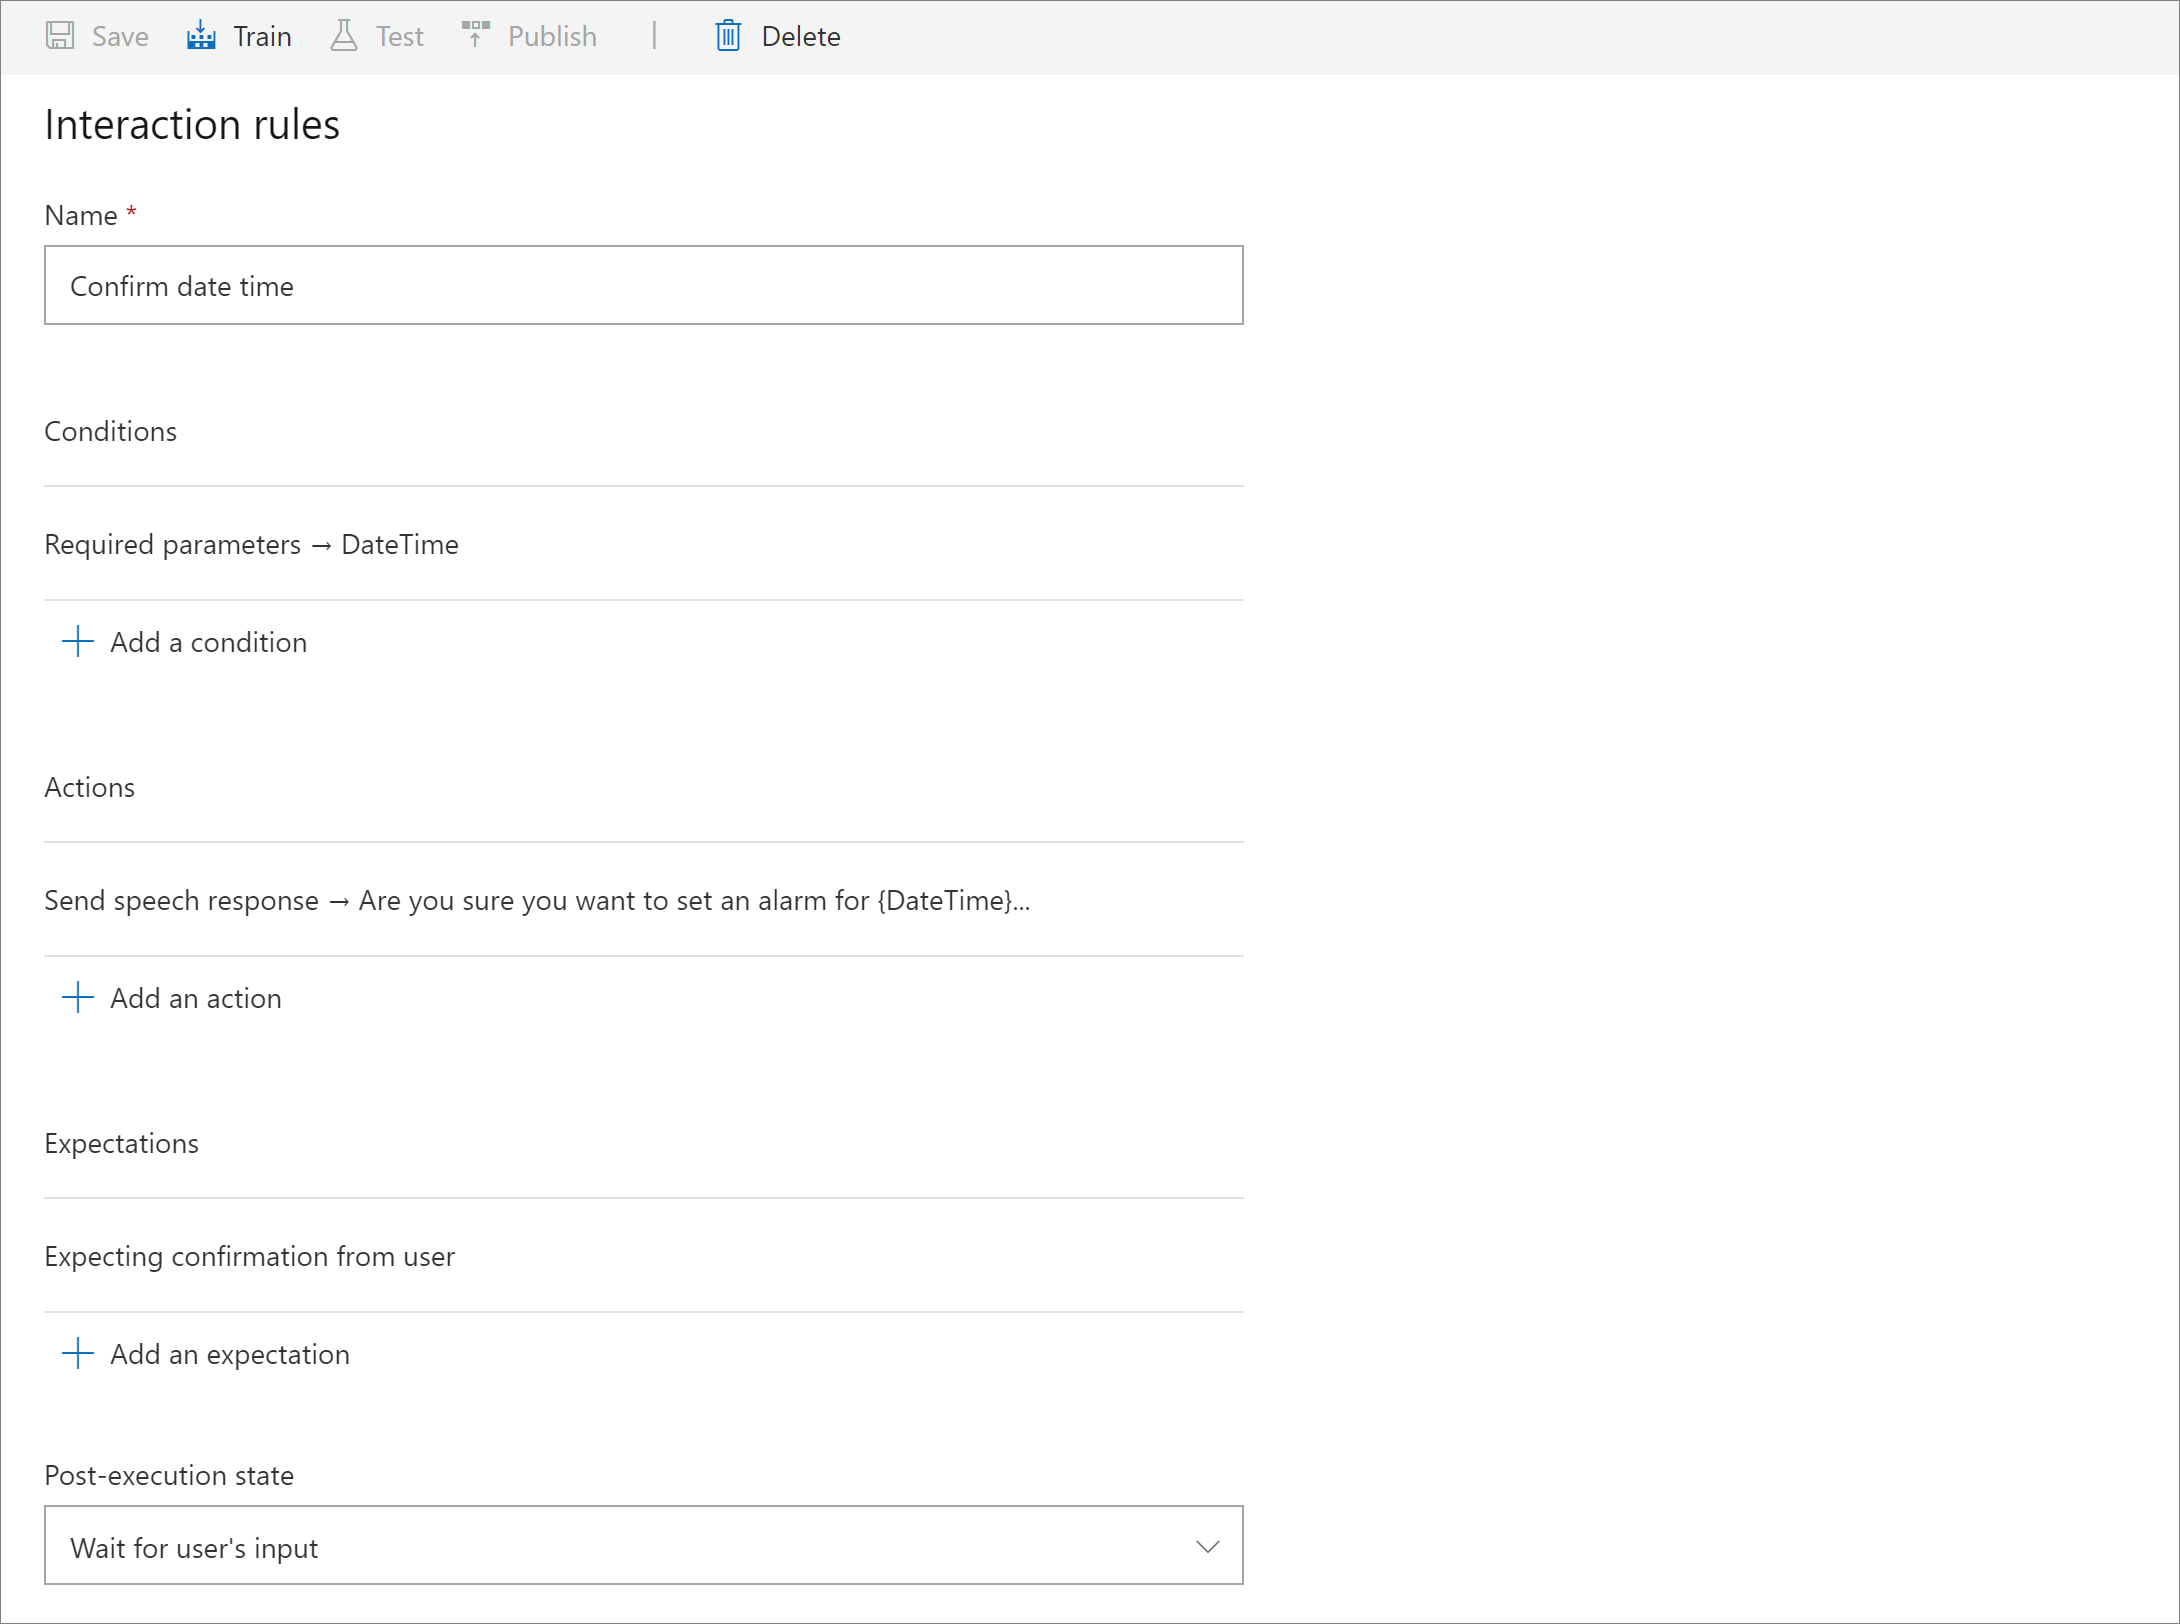 Save Train Test Publish | Delete
Interaction rules
Name *
Confirm date time
Conditions
Required parameters → DateTime
Add a condition
Actions
Send speech response → Are you sure you want to set an alarm for {DateTime}...
Add an action
Expectations
Expecting confirmation from user
Add an expectation
Post-execution state
Wait for user's input